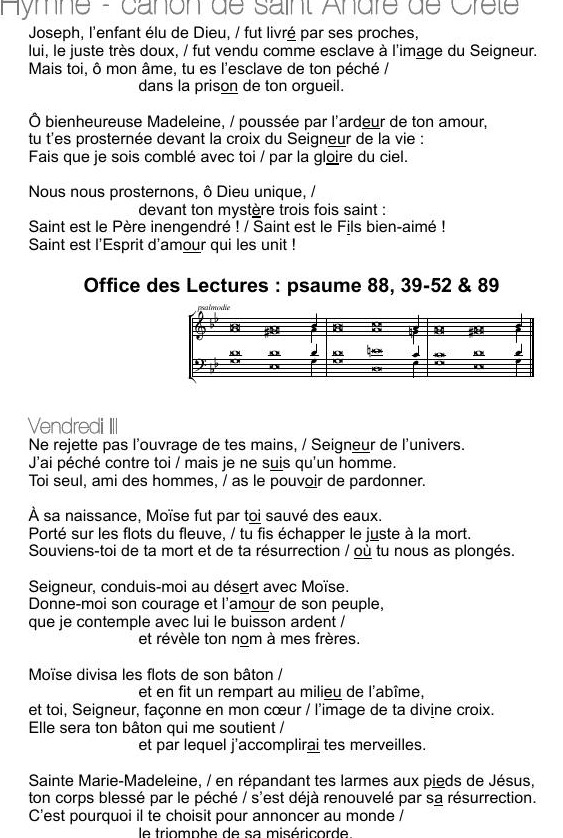 Hymne - canon de saint André de Crète
Joseph, l'enfant élu de Dieu, / fut livré par ses proches,
lui, le juste très doux, / fut vendu comme esclave à l'image du Seigneur.
Mais toi, ô mon âme, tu es l'esclave de ton péché /
dans la prison de ton orgueil.
Ô bienheureuse Madeleine, / poussée par l'ardeur de ton amour,
tu t'es prosternée devant la croix du Seigneur de la vie :
Fais que je sois comblé avec toi / par la gloire du ciel.
Nous nous prosternons, ô Dieu unique, /
devant ton mystère trois fois saint :
Saint est le Père inengendré ! / Saint est le Fils bien-aimé !
Saint est l'Esprit d'amour qui les unit !
Office des Lectures : psaume 88, 39-52 & 89
psalmodie
Vendredi III
Ne rejette pas l'ouvrage de tes mains, / Seigneur de l'univers.
J'ai péché contre toi / mais je ne suis qu'un homme.
Toi seul, ami des hommes, / as le pouvoir de pardonner.
À sa naissance, Moïse fut par toi sauvé des eaux.
Porté sur les flots du fleuve, / tu fis échapper le juste à la mort.
Souviens-toi de ta mort et de ta résurrection / où tu nous as plongés.
Seigneur, conduis-moi au désert avec Moïse.
Donne-moi son courage et l'amour de son peuple,
que je contemple avec lui le buisson ardent /
et révèle ton nom à mes frères.
Moïse divisa les flots de son bâton /
et en fit un rempart au milieu de l'abîme,
et toi, Seigneur, façonne en mon cœur / l'image de ta divine croix.
Elle sera ton bâton qui me soutient /
et par lequel j'accomplirai tes merveilles.
Sainte Marie-Madeleine, / en répandant tes larmes aux pieds de Jésus,
ton corps blessé par le péché / s'est déjà renouvelé par sa résurrection.
C'est pourquoi il te choisit pour annoncer au monde /
le triomphe de sa miséricorde.